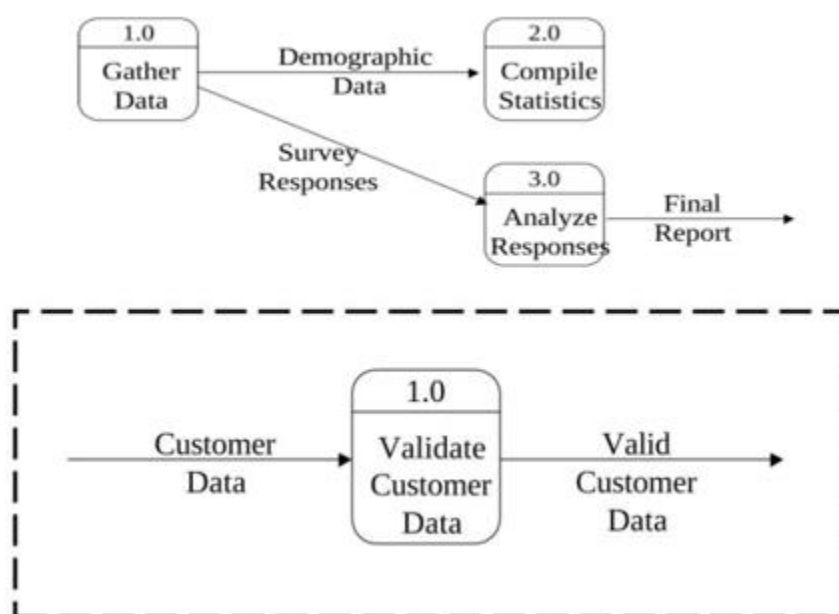 1.0
Gather
Data
Demographic
Data
2.0
Compile
Statistics
Survey
Responses
3.0
Analyze
Responses
Final
Report
Customer
Data
1.0
Validate
Customer
Data
Valid
Customer
Data